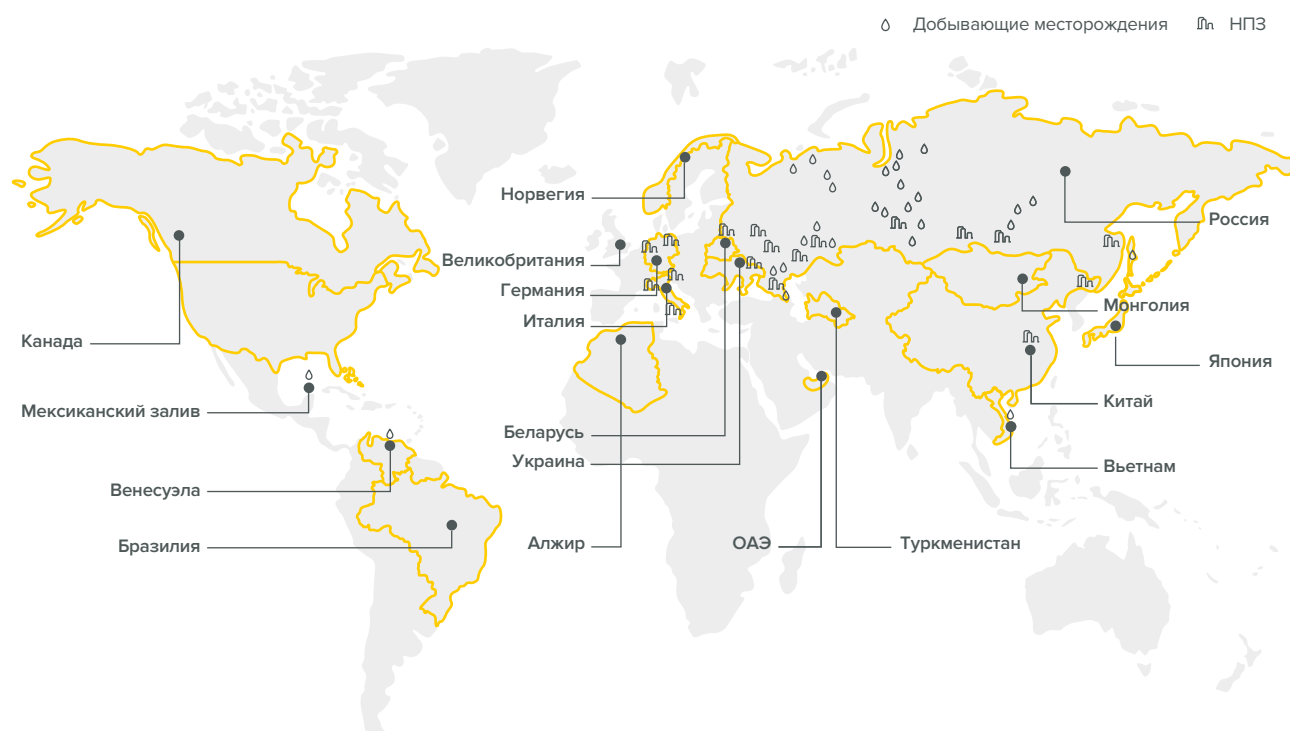 Добывающие месторождения
НПЗ
Норвегия
Россия
Великобритания
Германия
Монголия
Италия
Канада
Япония
Китай
Мексиканский залив
Беларусь
Украина
Вьетнам
Венесуэла
Бразилия
Алжир
ОАЭ
Туркменистан